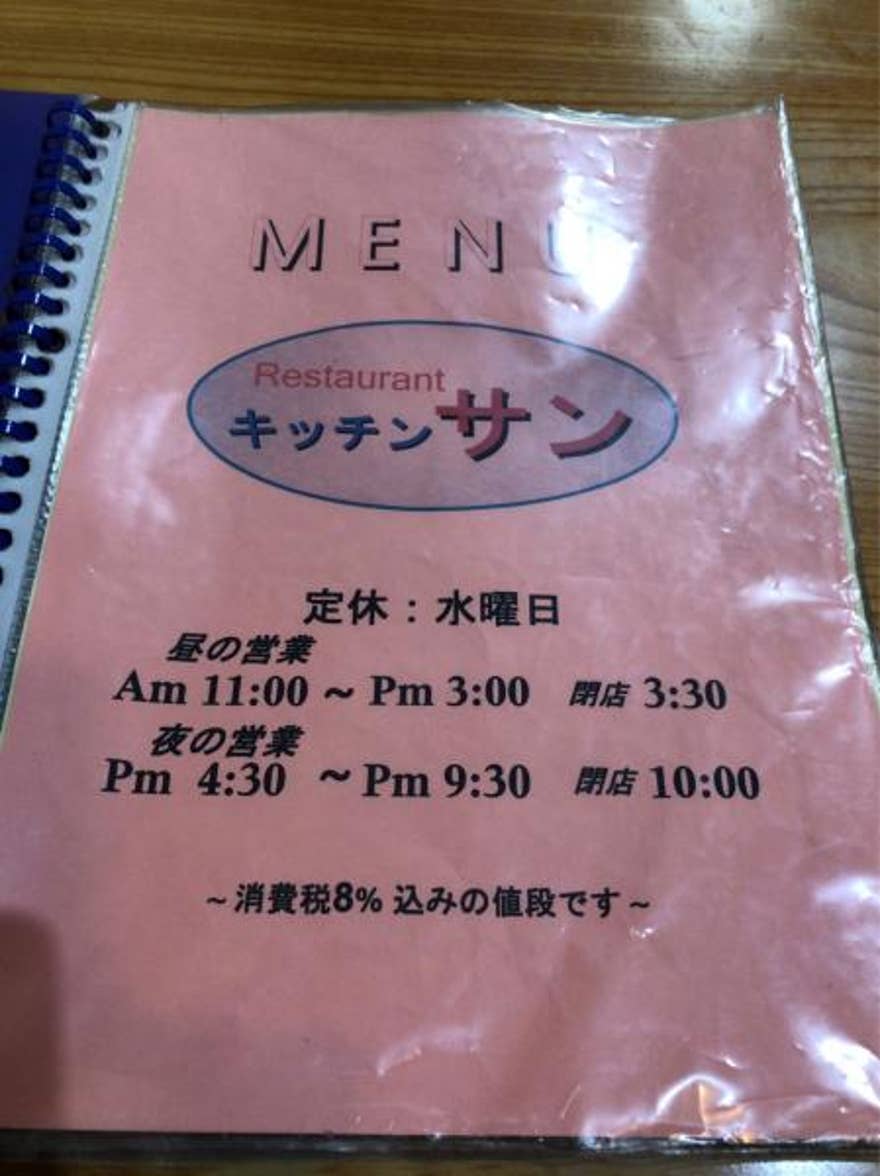 MENU
Restaurant
キッチンサン
定休：水曜日
昼の営業
Am 11:00 ~ Pm 3:00 閉店 3:30
夜の営業
Pm 4:30 ~ Pm 9:30 閉店 10:00
~消費税8% 込みの値段です~